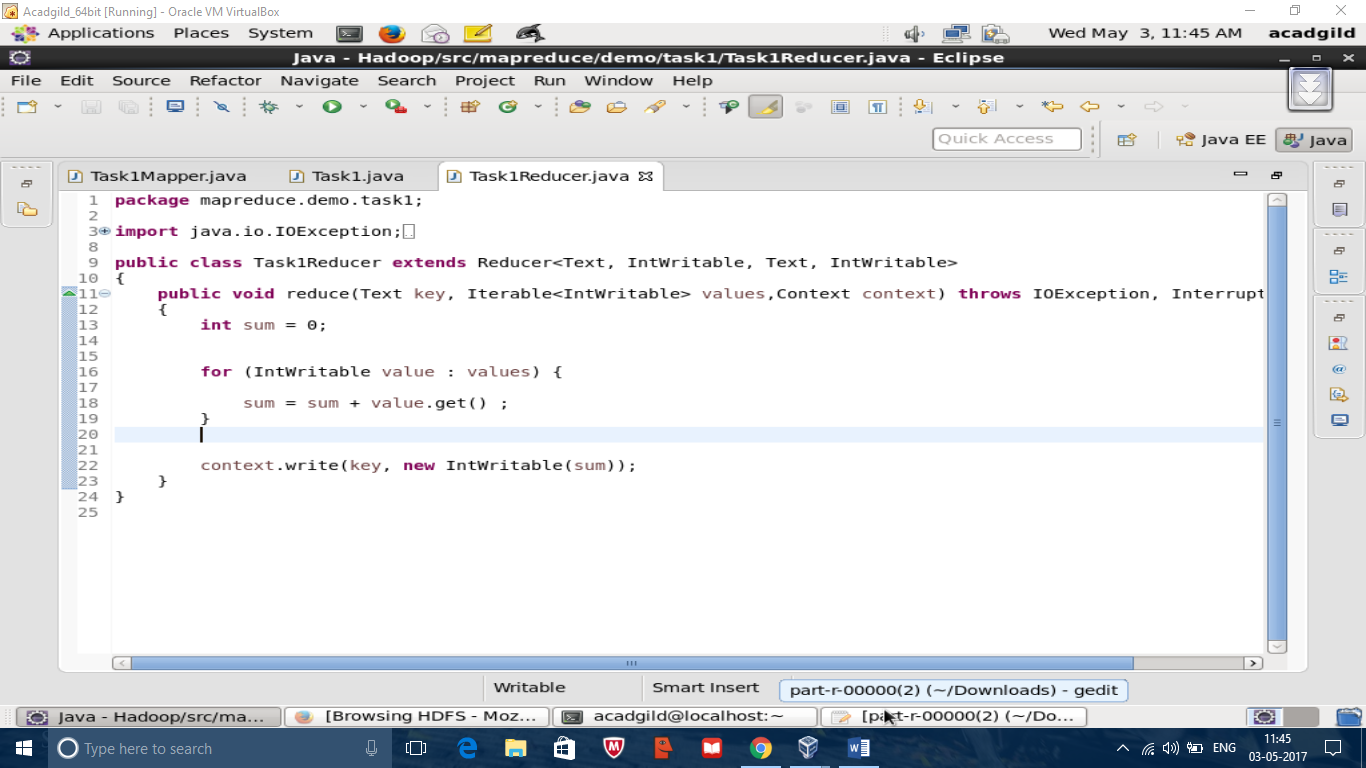 Acadgild_64bit [Running] - Oracle VM VirtualBox
Applications Places System Wed May 3, 11:45 AM acadgild
Java - Hadoop/src/mapreduce/demo/task1/Task1Reducer.java - Eclipse
File Edit Source Refactor Navigate Search Project Run Window Help
Quick Access Java EE Java
Task1Mapper.java Task1.java Task1Reducer.java
1 package mapreduce.demo.task1;
2
3 import java.io.IOException;
8
9 public class Task1Reducer extends Reducer<Text, IntWritable, Text, IntWritable>
10 {
11 public void reduce(Text key, Iterable<IntWritable> values,Context context) throws IOException, Interrupt
12 {
13 int sum = 0;
14
15
16 for (IntWritable value : values) {
17
18 sum = sum + value.get() ;
19 }
20
21
22 context.write(key, new IntWritable(sum));
23 }
24 }
25
Writable Smart Insert part-r-00000(2) (~/Downloads) - gedit
Java - Hadoop/src/ma... [Browsing HDFS - Moz... acadgild@localhost:~ [part-r-00000(2) (~/Do...
Type here to search ENG 11:45
03-05-2017